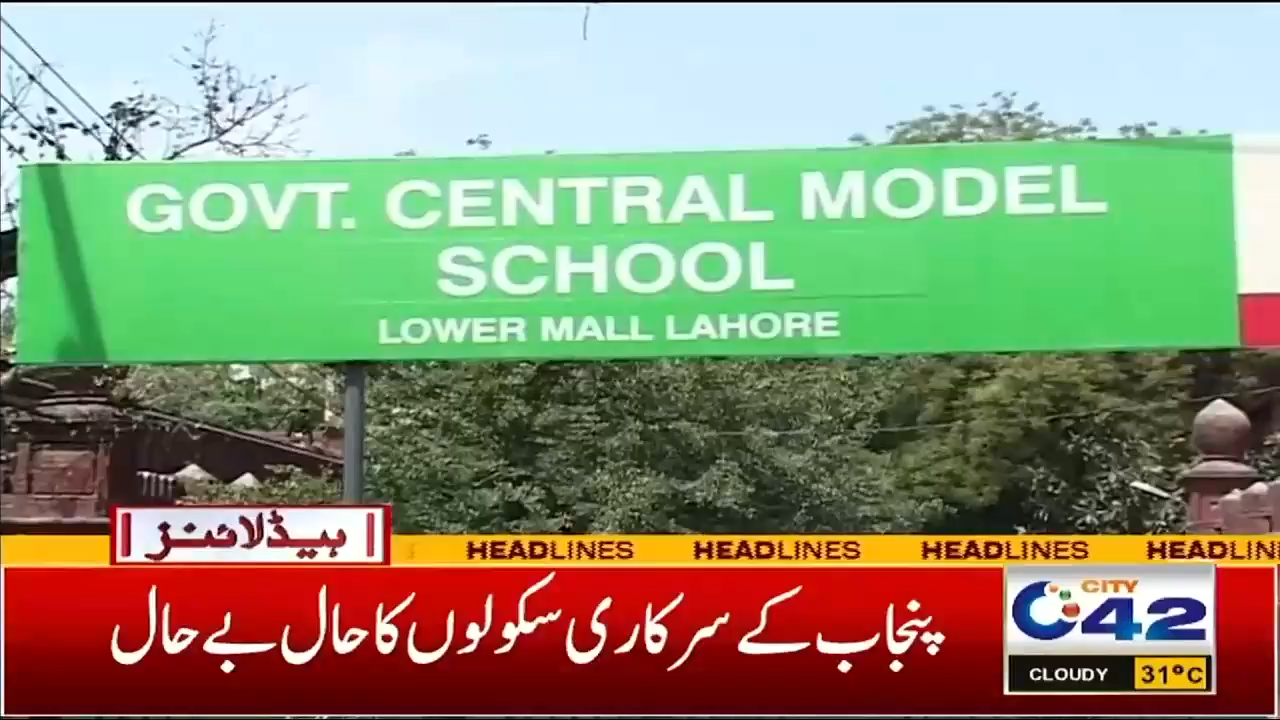 GOVT. CENTRAL MODEL
SCHOOL
LOWER MALL LAHORE
ہیڈلائنز
HEADLINES HEADLINES HEADLINES HEADLIN
پنجاب کے سرکاری سکولوں کا حال بے حال
CITY
42
CLOUDY 31°C